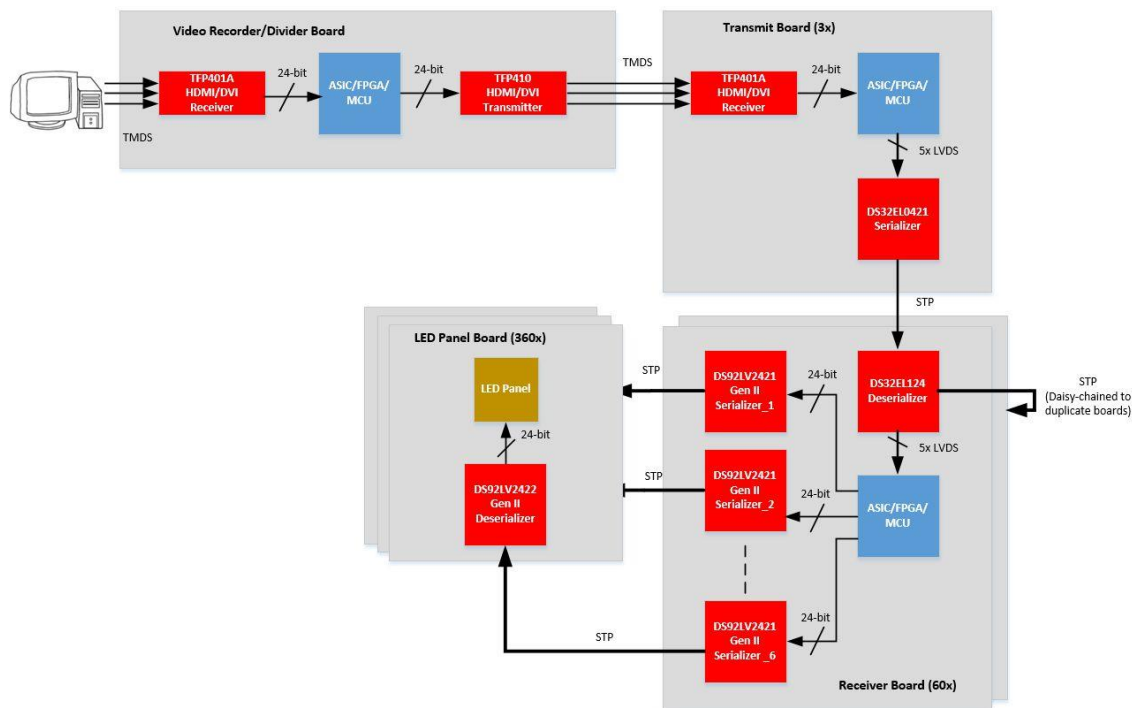 Video Recorder/Divider Board
TFP401A
HDMI/DVI
Receiver
24-bit
ASIC/FPGA/
MCU
24-bit
TFP410
HDMI/DVI
Transmitter
TMDS
TMDS
Transmit Board (3x)
TFP401A
HDMI/DVI
Receiver
24-bit
ASIC/FPGA/
MCU
5x LVDS
DS32EL0421
Serializer
STP
LED Panel Board (360x)
LED Panel
24-bit
DS92LV2422
Gen II
Deserializer
STP
DS92LV2421
Gen II
Serializer_1
24-bit
DS32EL124
Deserializer
STP
(Daisy-chained to
duplicate boards)
5x LVDS
STP
DS92LV2421
Gen II
Serializer_2
24-bit
ASIC/FPGA/
MCU
STP
DS92LV2421
Gen II
Serializer_6
24-bit
Receiver Board (60x)